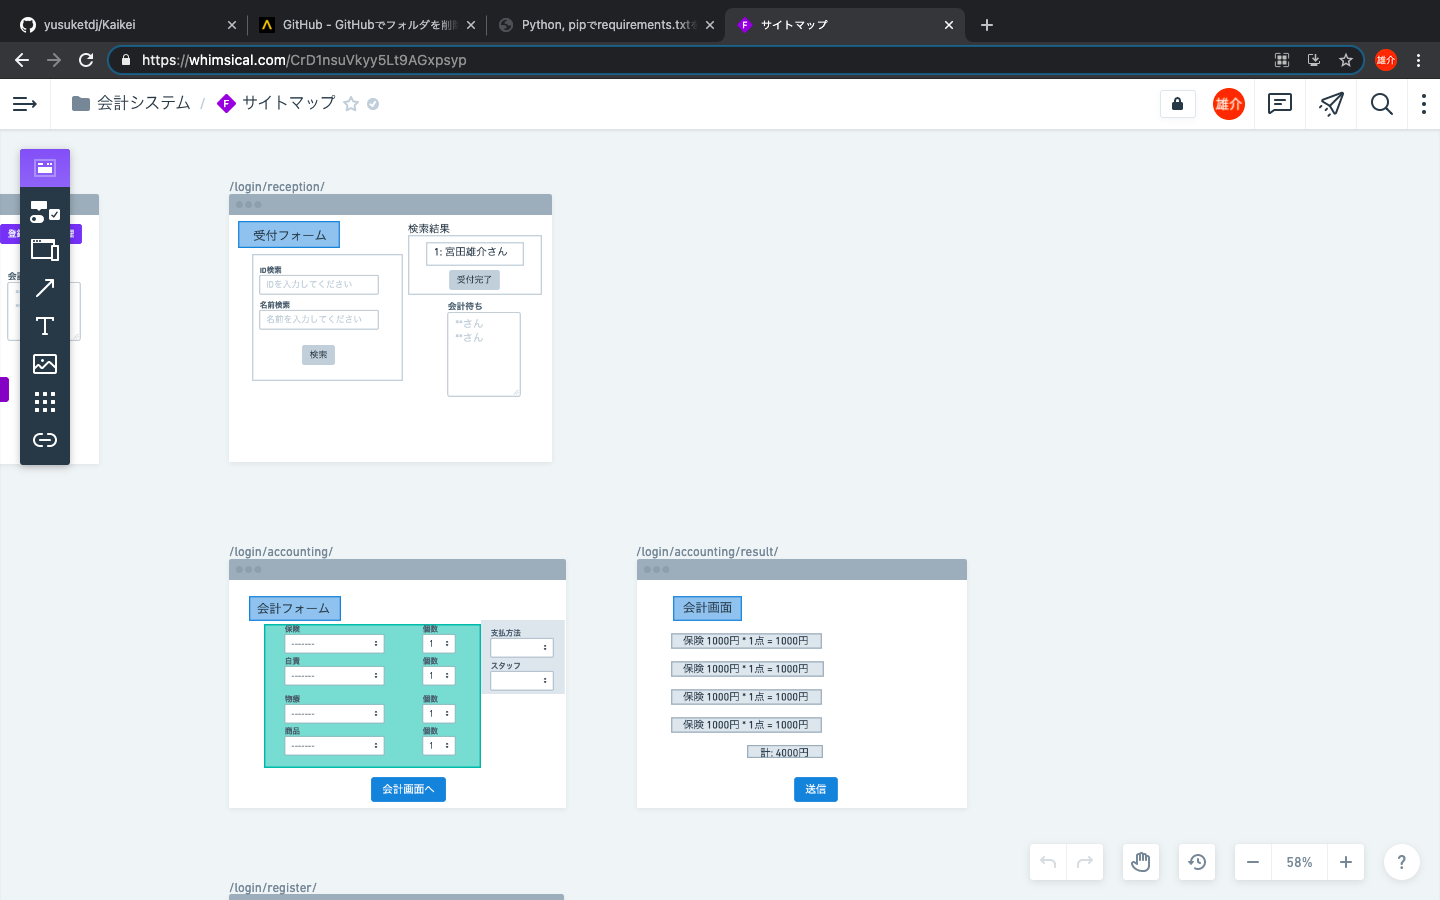 yusuketdj/Kaikei
GitHub - GitHubでフォルダを削
Python, pipでrequirements.txt
サイトマップ
https://whimsical.com/CrD1nsuVkyy5Lt9AGxpsyp
雄介
会計システム / サイトマップ
雄介
/login/reception/
受付フォーム
ID検索
IDを入力してください
名前検索
名前を入力してください
検索
検索結果
1: 宮田雄介さん
受付完了
会計待ち
**さん
**さん
/login/accounting/
会計フォーム
保険 個数
------- 1
自費 個数
------- 1
物療 個数
------- 1
商品 個数
------- 1
支払方法
スタッフ
会計画面へ
/login/accounting/result/
会計画面
保険 1000円 * 1点 = 1000円
保険 1000円 * 1点 = 1000円
保険 1000円 * 1点 = 1000円
保険 1000円 * 1点 = 1000円
計: 4000円
送信
/login/register/
58%
?